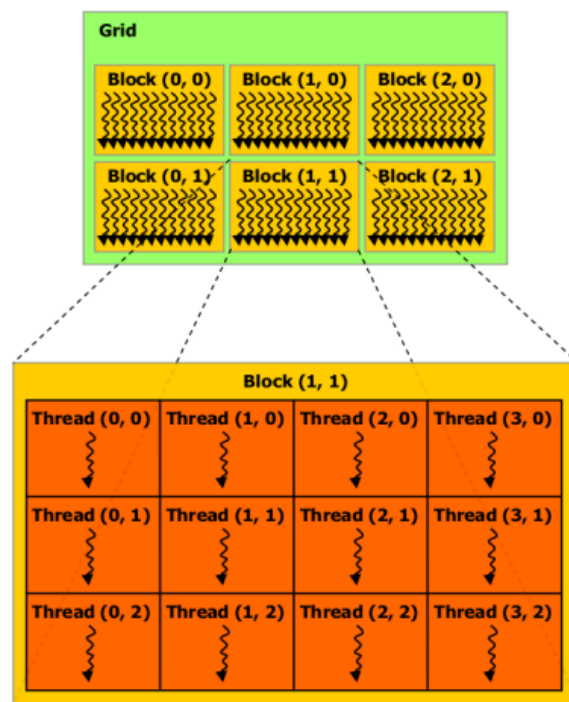 Grid
Block (0, 0) Block (1, 0) Block (2, 0)
Block (0, 1) Block (1, 1) Block (2, 1)
Block (1, 1)
Thread (0, 0) Thread (1, 0) Thread (2, 0) Thread (3, 0)
Thread (0, 1) Thread (1, 1) Thread (2, 1) Thread (3, 1)
Thread (0, 2) Thread (1, 2) Thread (2, 2) Thread (3, 2)